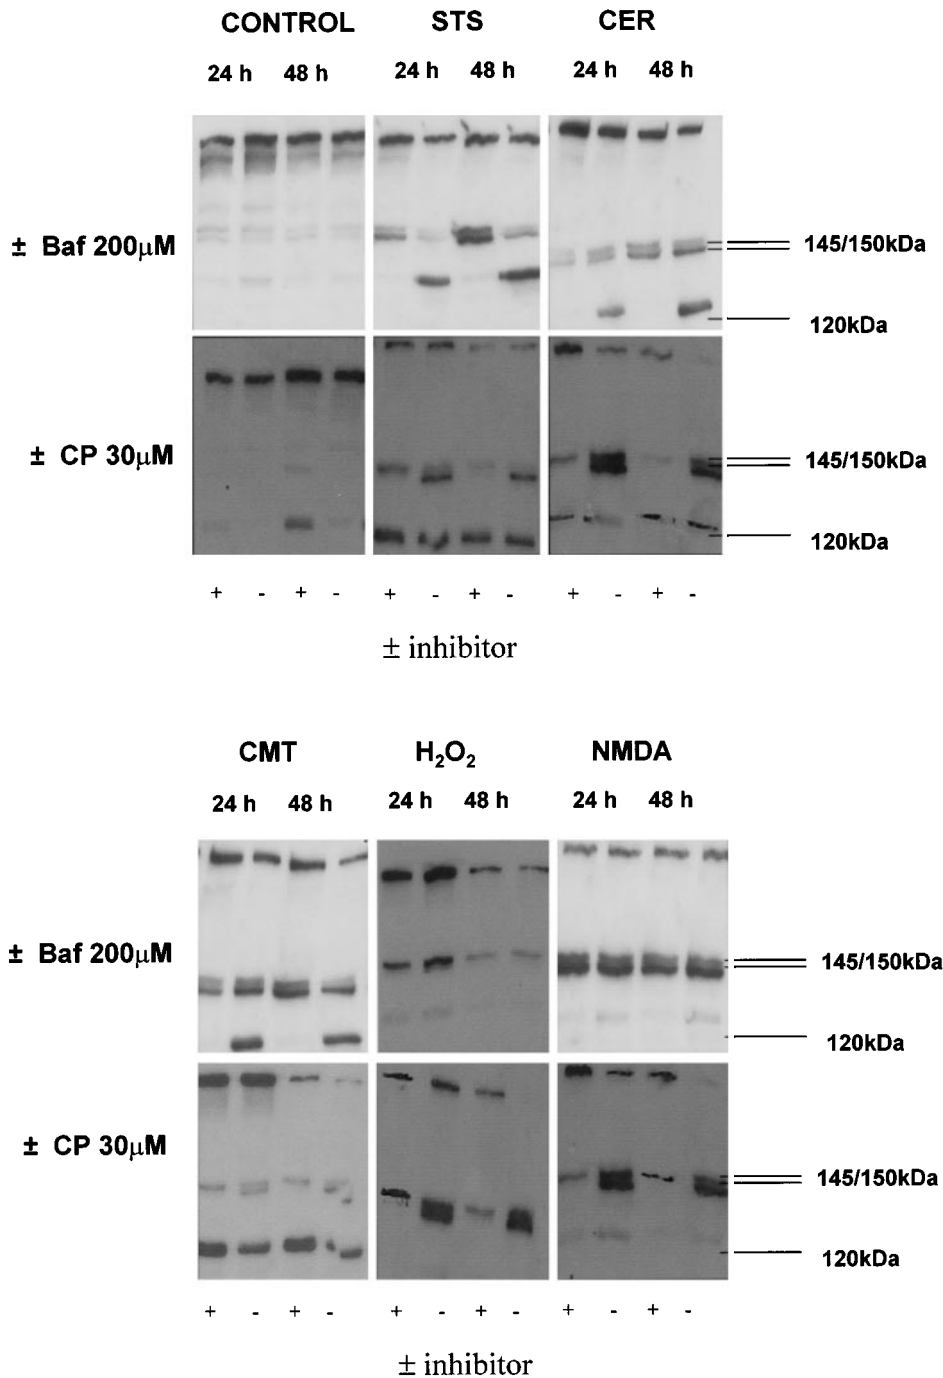 CONTROL STS CER
24 h 48 h 24 h 48 h 24 h 48 h
± Baf 200μM
145/150kDa
120kDa
± CP 30μM
145/150kDa
120kDa
+ - + - + - + - + - + -
± inhibitor
CMT H₂O₂ NMDA
24 h 48 h 24 h 48 h 24 h 48 h
± Baf 200μM
145/150kDa
120kDa
± CP 30μM
145/150kDa
120kDa
+ - + - + - + - + - + -
± inhibitor